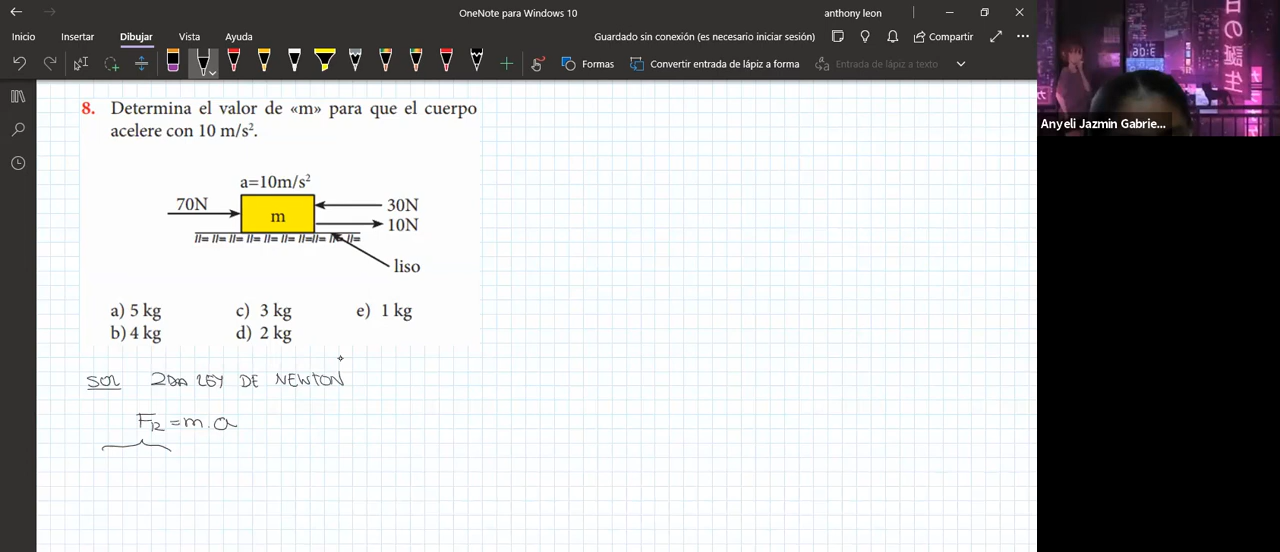 OneNote para Windows 10
anthony leon
Inicio
Insertar
Dibujar
Vista
Ayuda
Guardado sin conexión (es necesario iniciar sesión)
Compartir
Formas
Convertir entrada de lápiz a forma
Entrada de lápiz a texto
8. Determina el valor de «m» para que el cuerpo
acelere con 10 m/s².
a=10m/s²
70N
30N
m
10N
liso
a) 5 kg c) 3 kg e) 1 kg
b) 4 kg d) 2 kg
SOL 2DA LEY DE NEWTON
FR = m.a
の誕生
Anyeli Jazmin Gabrie...